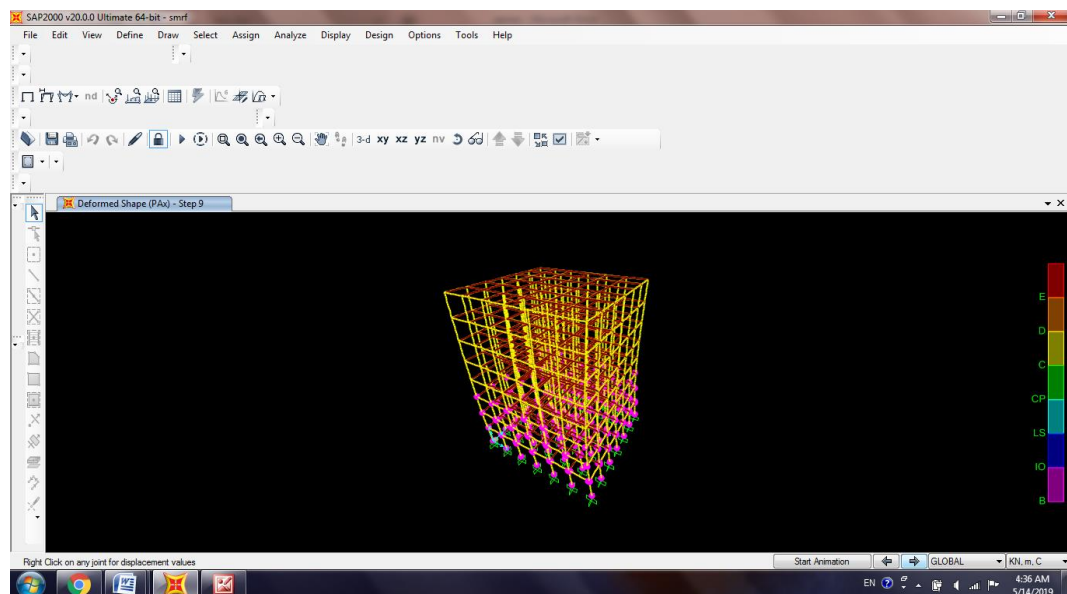 SAP2000 v20.0.0 Ultimate 64-bit - smrf
File Edit View Define Draw Select Assign Analyze Display Design Options Tools Help
nd
3-d xy xz yz nv
Deformed Shape (PAx) - Step 9
E
D
C
CP
LS
IO
B
Right Click on any joint for displacement values
Start Animation
GLOBAL
KN, m, C
EN
4:36 AM
5/14/2019